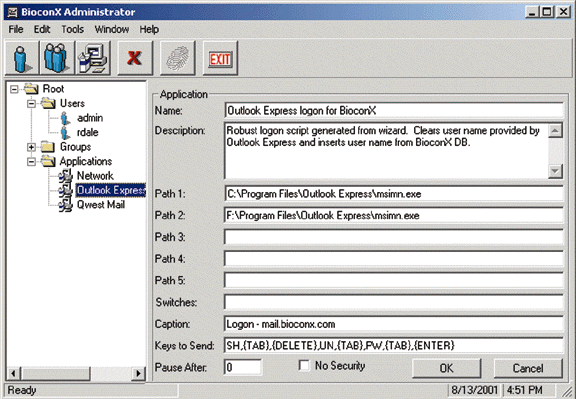 BioconX Administrator
File Edit Tools Window Help
EXIT
Root
Users
admin
rdale
Groups
Applications
Network
Outlook Express
Qwest Mail
Application
Name: Outlook Express logon for BioconX
Description: Robust logon script generated from wizard. Clears user name provided by
Outlook Express and inserts user name from BioconX DB.
Path 1: C:\Program Files\Outlook Express\msimn.exe
Path 2: F:\Program Files\Outlook Express\msimn.exe
Path 3:
Path 4:
Path 5:
Switches:
Caption: Logon - mail.bioconx.com
Keys to Send: SH,{TAB},{DELETE},UN,{TAB},PW,{TAB},{ENTER}
Pause After: 0 No Security OK Cancel
Ready 8/13/2001 4:51 PM